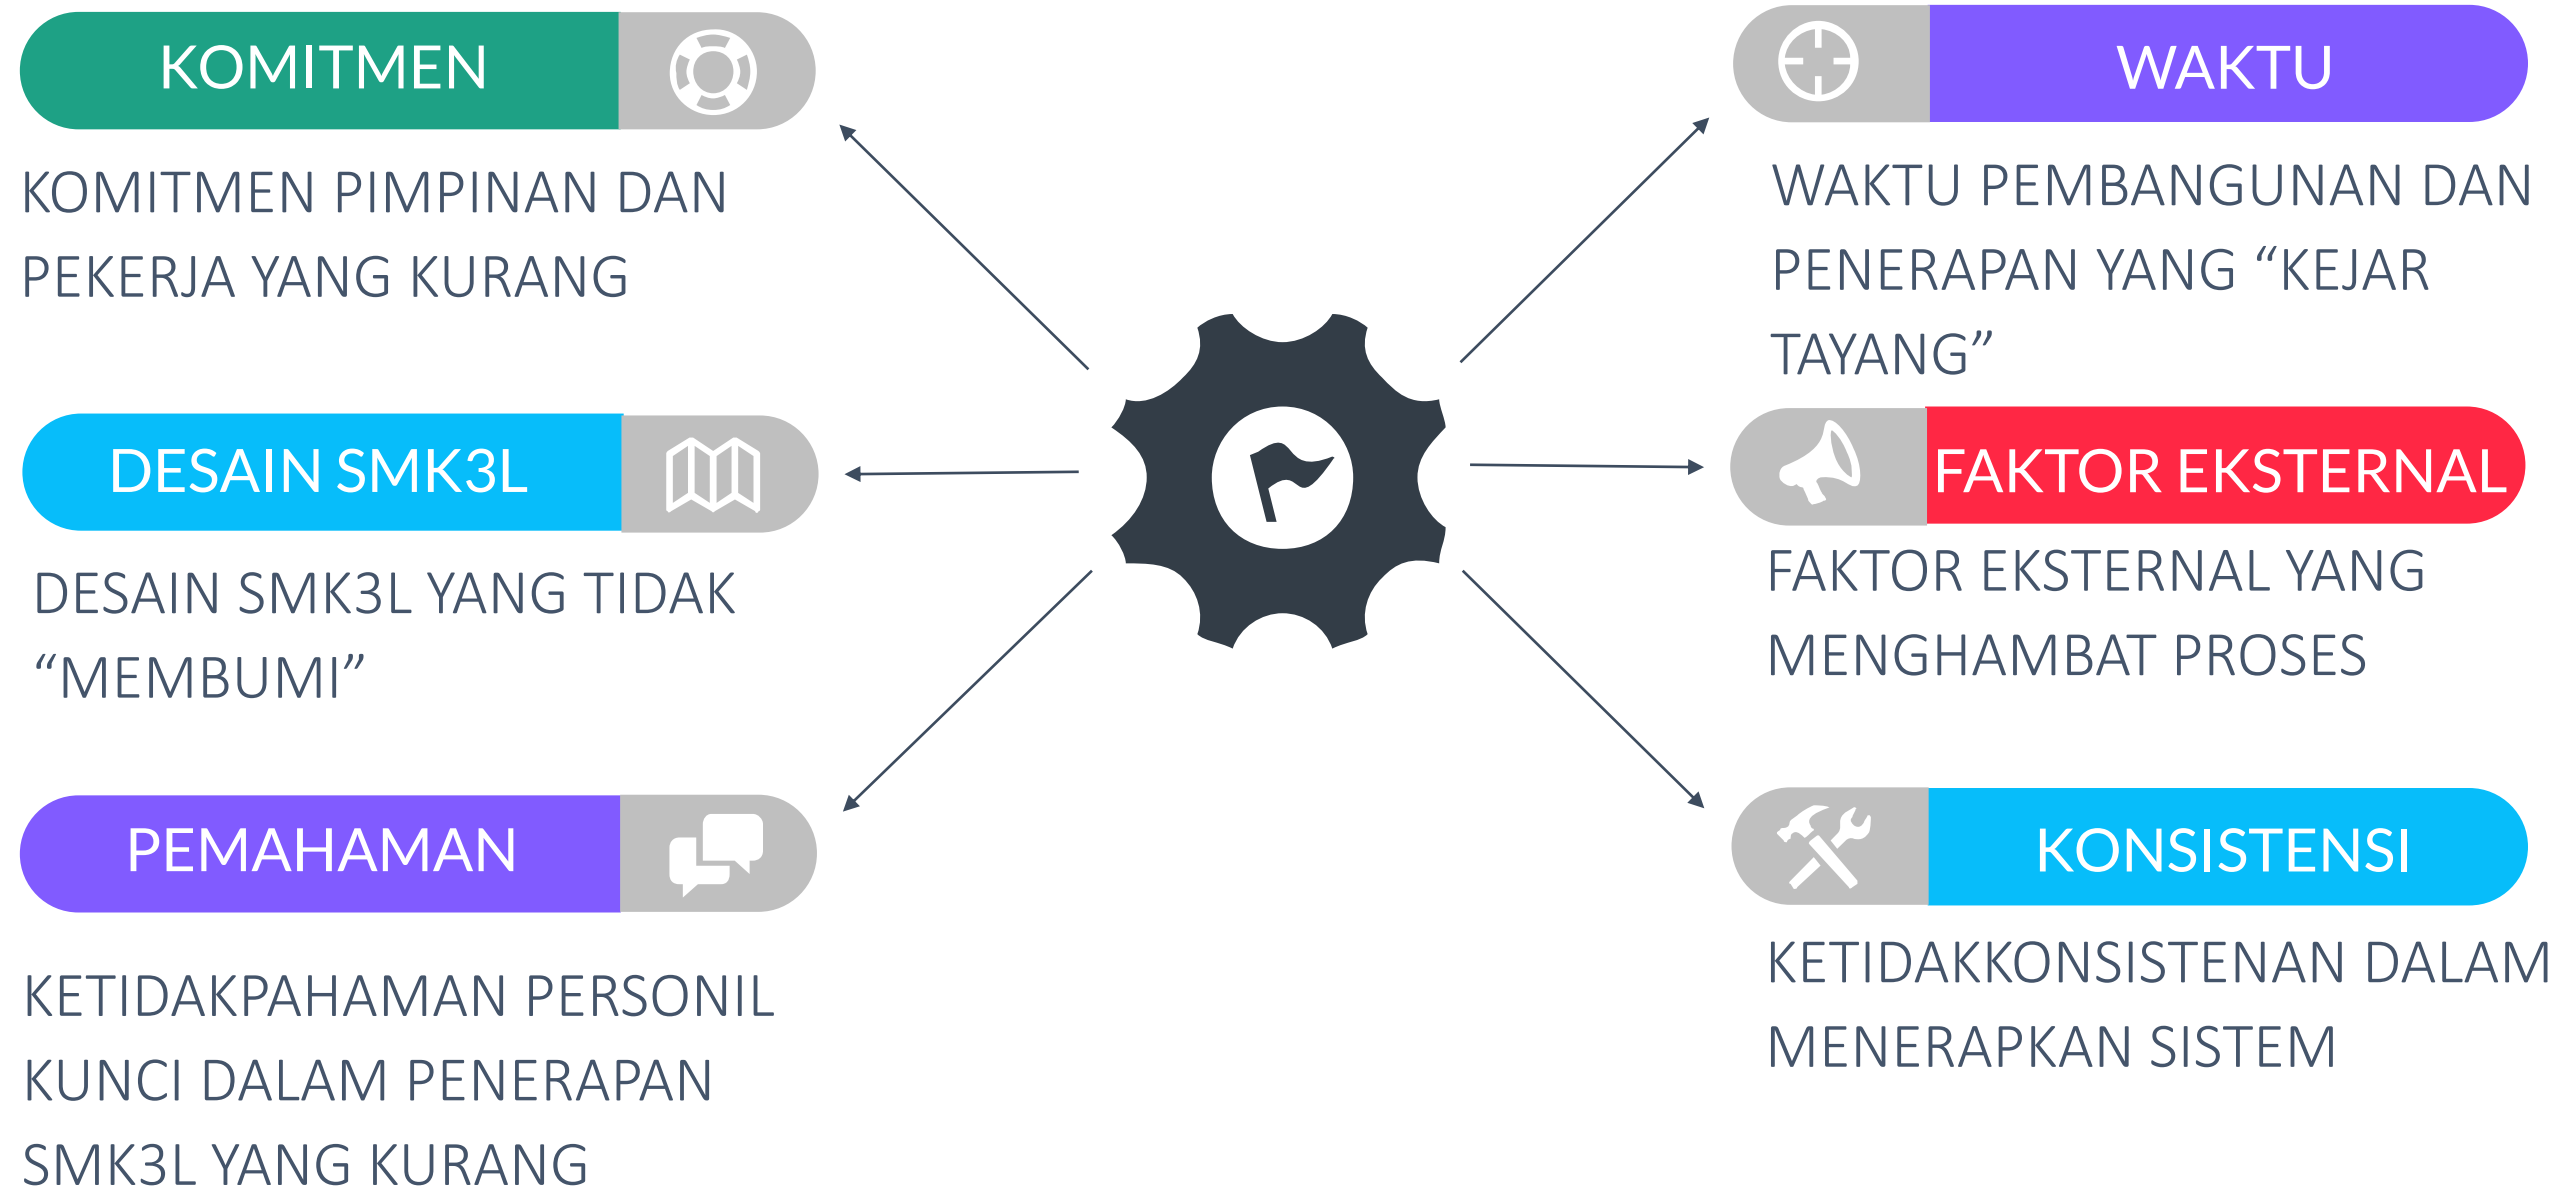 KOMITMEN
KOMITMEN PIMPINAN DAN
PEKERJA YANG KURANG
DESAIN SMK3L
DESAIN SMK3L YANG TIDAK
“MEMBUMI”
PEMAHAMAN
KETIDAKPAHAMAN PERSONIL
KUNCI DALAM PENERAPAN
SMK3L YANG KURANG
WAKTU
WAKTU PEMBANGUNAN DAN
PENERAPAN YANG “KEJAR
TAYANG”
FAKTOR EKSTERNAL
FAKTOR EKSTERNAL YANG
MENGHAMBAT PROSES
KONSISTENSI
KETIDAKKONSISTENAN DALAM
MENERAPKAN SISTEM